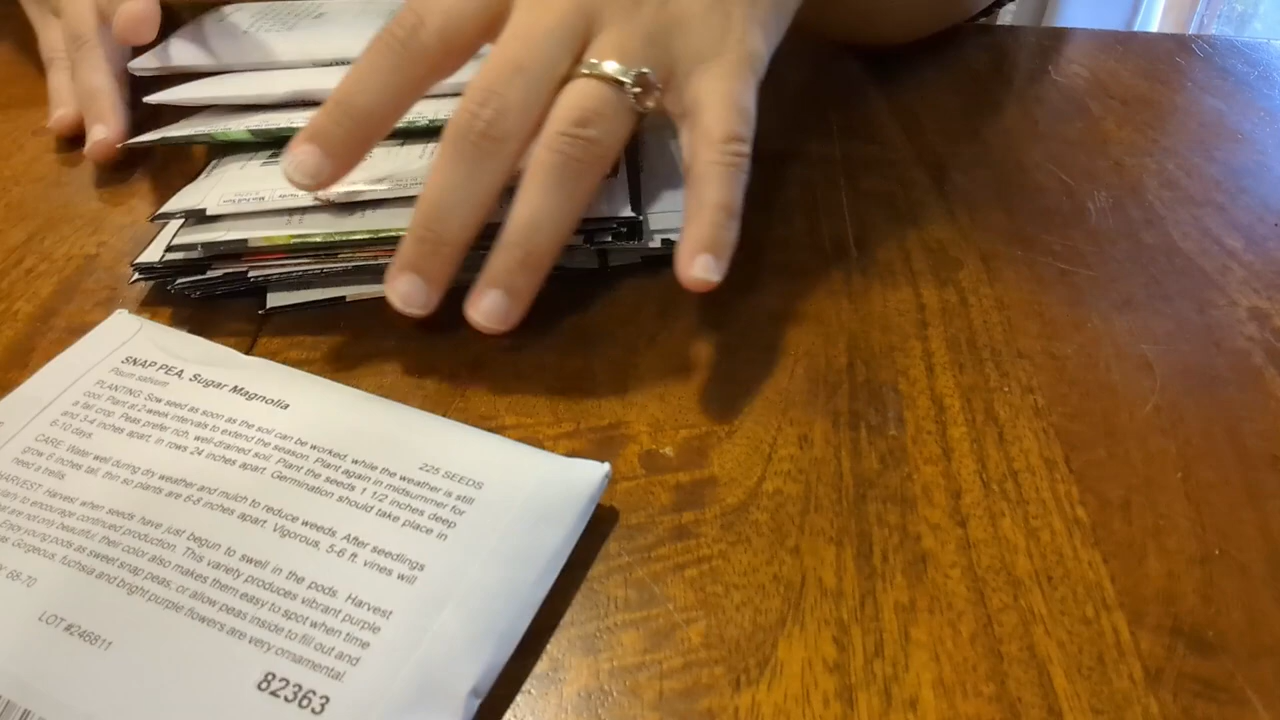 SNAP PEA, Sugar Magnolia
Pisum sativum
225 SEEDS
PLANTING: Sow seed as soon as the soil can be worked, while the weather is still
cool. Plant at 2-week intervals to extend the season. Plant again in midsummer for
a fall crop. Peas prefer rich, well-drained soil. Plant the seeds 1 1/2 inches deep
and 3-4 inches apart, in rows 24 inches apart. Germination should take place in
6-10 days.
CARE: Water well during dry weather and mulch to reduce weeds. After seedlings
grow 6 inches tall, thin so plants are 6-8 inches apart. Vigorous, 5-6 ft. vines will
need a trellis.
HARVEST: Harvest when seeds have just begun to swell in the pods. Harvest
to encourage continued production. This variety produces vibrant purple
are not only beautiful, their color also makes them easy to spot when time
Enjoy young pods as sweet snap peas, or allow peas inside to fill out and
Gorgeous, fuchsia and bright purple flowers are very ornamental.
68-70
LOT #246811
82363